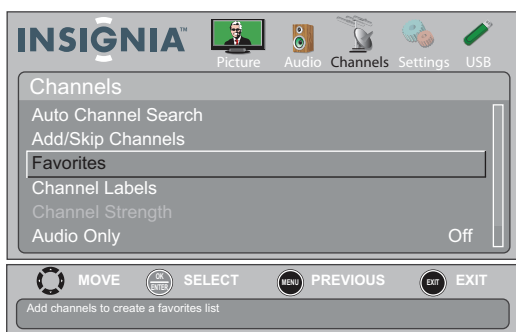 INSIGNIA™
Picture Audio Channels Settings USB
Channels
Auto Channel Search
Add/Skip Channels
Favorites
Channel Labels
Channel Strength
Audio Only Off
MOVE OK ENTER SELECT MENU PREVIOUS EXIT EXIT
Add channels to create a favorites list